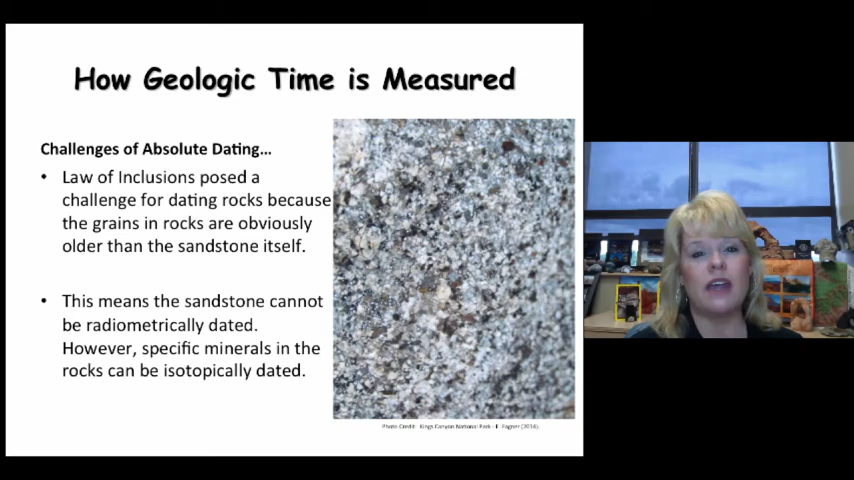 How Geologic Time is Measured
Challenges of Absolute Dating...
• Law of Inclusions posed a
challenge for dating rocks because
the grains in rocks are obviously
older than the sandstone itself.
• This means the sandstone cannot
be radiometrically dated.
However, specific minerals in the
rocks can be isotopically dated.
Photo Credit: Kings Canyon National Park - E. Fagner (2014).